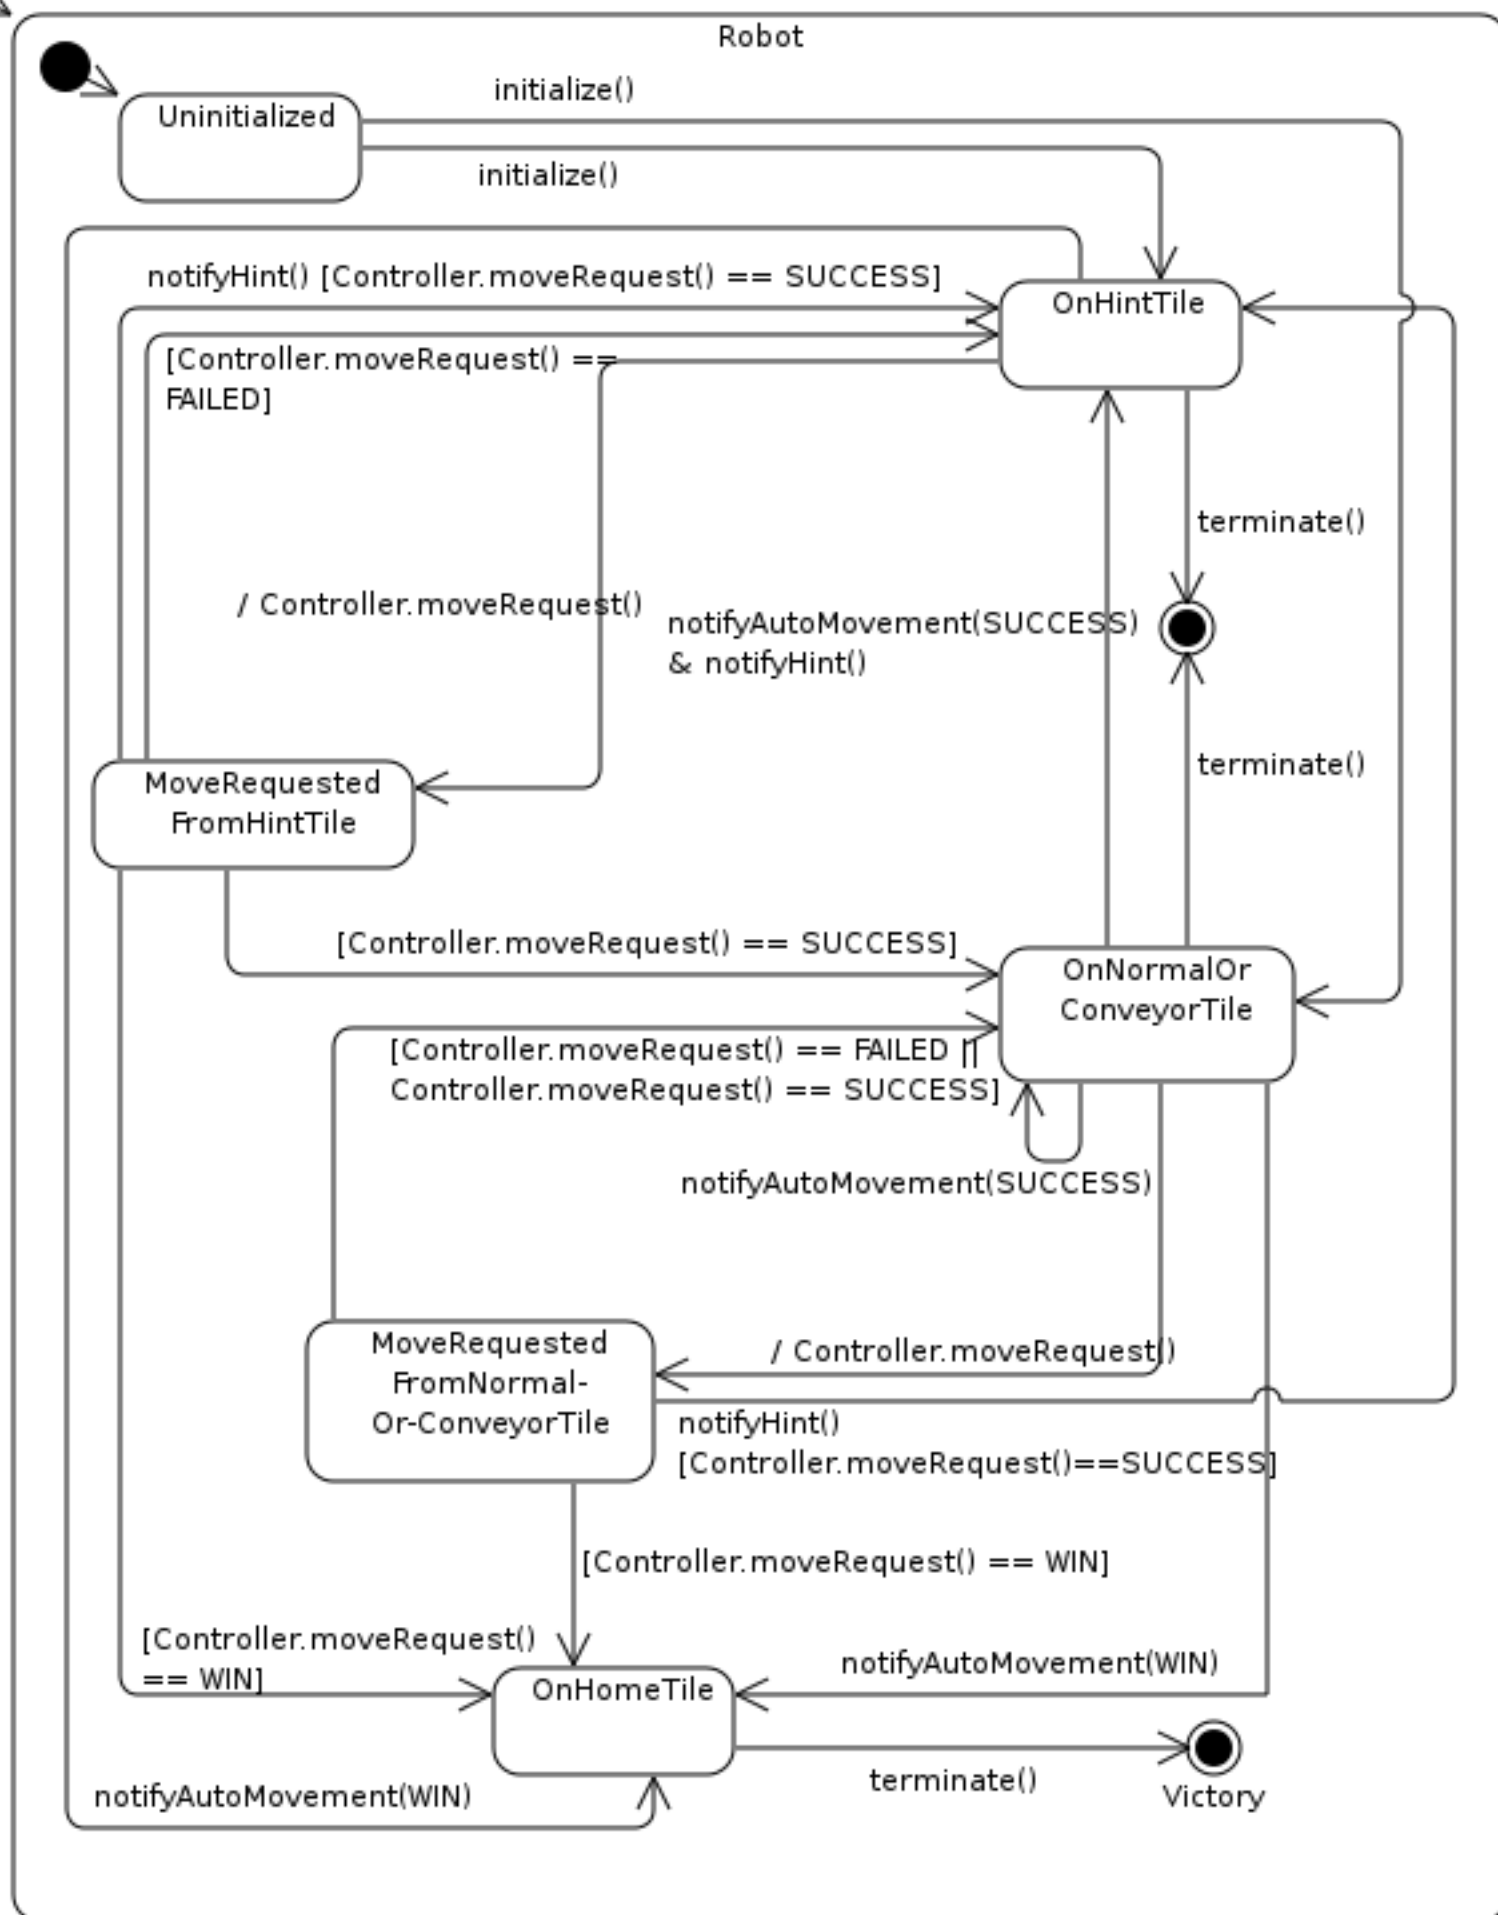 Robot
initialize()
Uninitialized
initialize()
notifyHint() [Controller.moveRequest() == SUCCESS]
OnHintTile
[Controller.moveRequest() ==
FAILED]
terminate()
/ Controller.moveRequest()
notifyAutoMovement(SUCCESS)
& notifyHint()
terminate()
MoveRequested
FromHintTile
[Controller.moveRequest() == SUCCESS]
OnNormalOr
ConveyorTile
[Controller.moveRequest() == FAILED ||
Controller.moveRequest() == SUCCESS]
notifyAutoMovement(SUCCESS)
MoveRequested
FromNormal-
Or-ConveyorTile
/ Controller.moveRequest()
notifyHint()
[Controller.moveRequest()==SUCCESS]
[Controller.moveRequest() == WIN]
[Controller.moveRequest()
== WIN]
notifyAutoMovement(WIN)
OnHomeTile
terminate()
notifyAutoMovement(WIN)
Victory